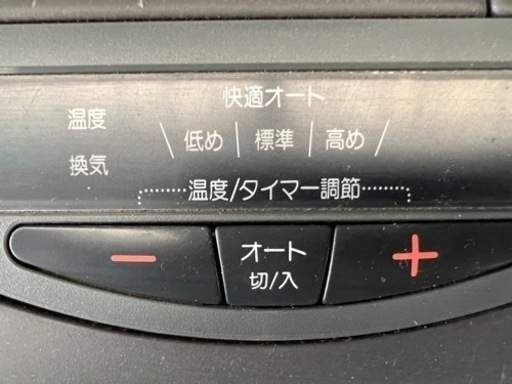 快適オート
温度
低め 標準 高め
換気
温度/タイマー調節
− オート +
切/入